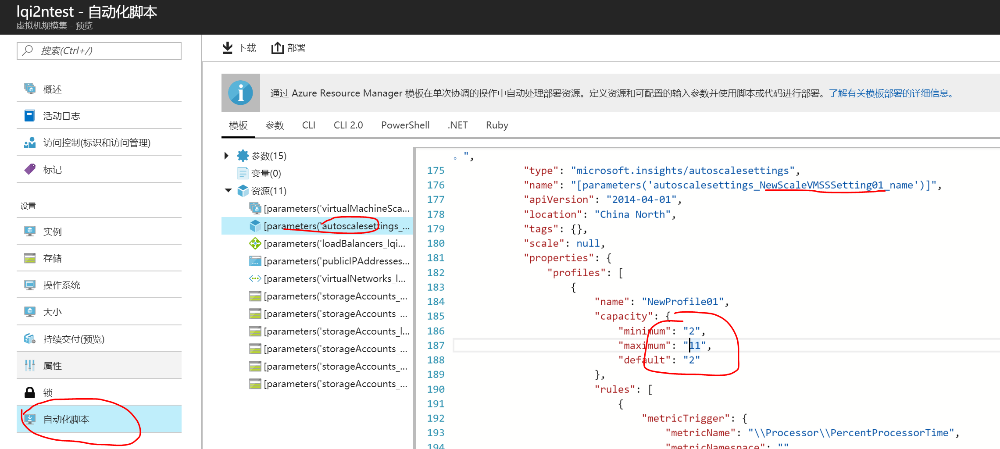 lqi2ntest - 自动化脚本
虚拟机规模集 - 预览
搜索(Ctrl+/)
概述
活动日志
访问控制(标识和访问管理)
标记
设置
实例
存储
操作系统
大小
持续交付(预览)
属性
锁
自动化脚本
下载 部署
通过 Azure Resource Manager 模板在单次协调的操作中自动处理部署资源。定义资源和可配置的输入参数并使用脚本或代码进行部署。了解有关模板部署的详细信息。
模板 参数 CLI CLI 2.0 PowerShell .NET Ruby
参数(15)
变量(0)
资源(11)
[parameters('virtualMachineSca...
[parameters('autoscalesettings_...
[parameters('loadBalancers_lqi...
[parameters('publicIPAddresses...
[parameters('virtualNetworks_l...
[parameters('storageAccounts_...
[parameters('storageAccounts_...
[parameters('storageAccounts_l...
[parameters('storageAccounts_...
[parameters('storageAccounts_...
[parameters('storageAccounts_...
。",
175 "type": "microsoft.insights/autoscalesettings",
176 "name": "[parameters('autoscalesettings_NewScaleVMSSSetting01_name')]",
177 "apiVersion": "2014-04-01",
178 "location": "China North",
179 "tags": {},
180 "scale": null,
181 "properties": {
182 "profiles": [
183 {
184 "name": "NewProfile01",
185 "capacity": {
186 "minimum": "2",
187 "maximum": "11",
188 "default": "2"
189 },
190 "rules": [
191 {
192 "metricTrigger": {
193 "metricName": "\\Processor\\PercentProcessorTime",
194 "metricNamespace": ""